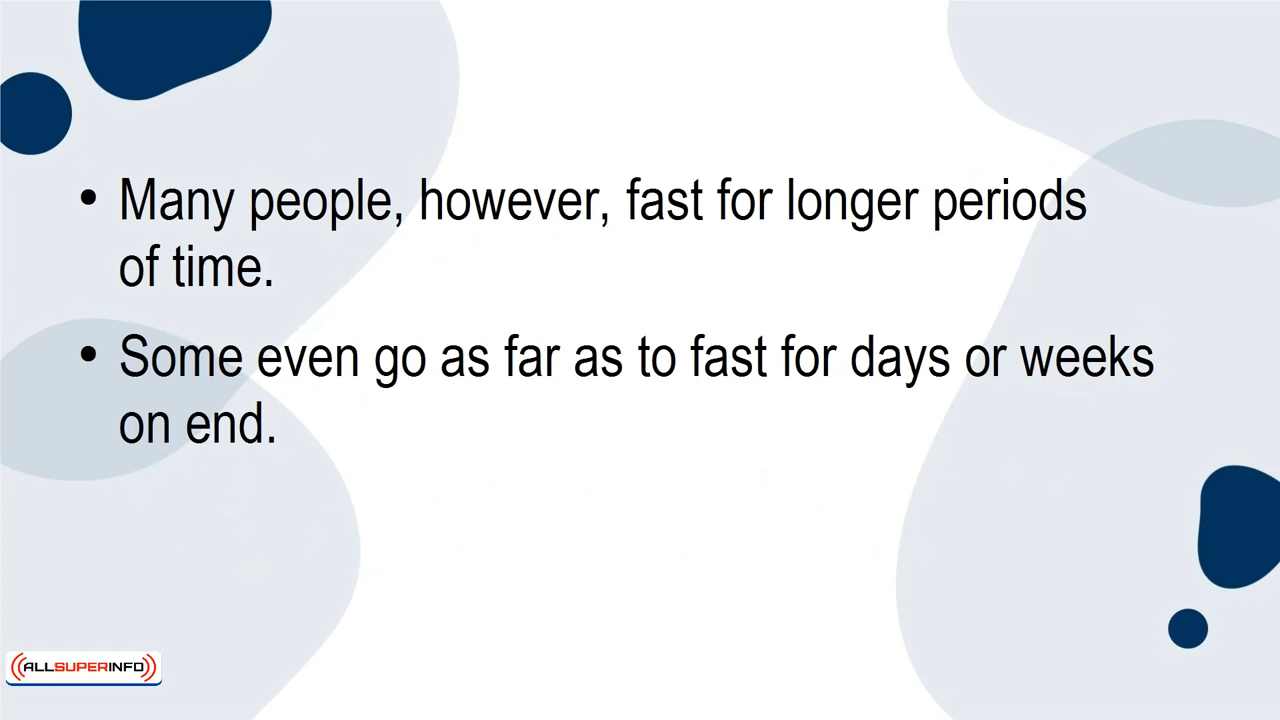 • Many people, however, fast for longer periods
of time.
• Some even go as far as to fast for days or weeks
on end.
ALLSUPERINFO